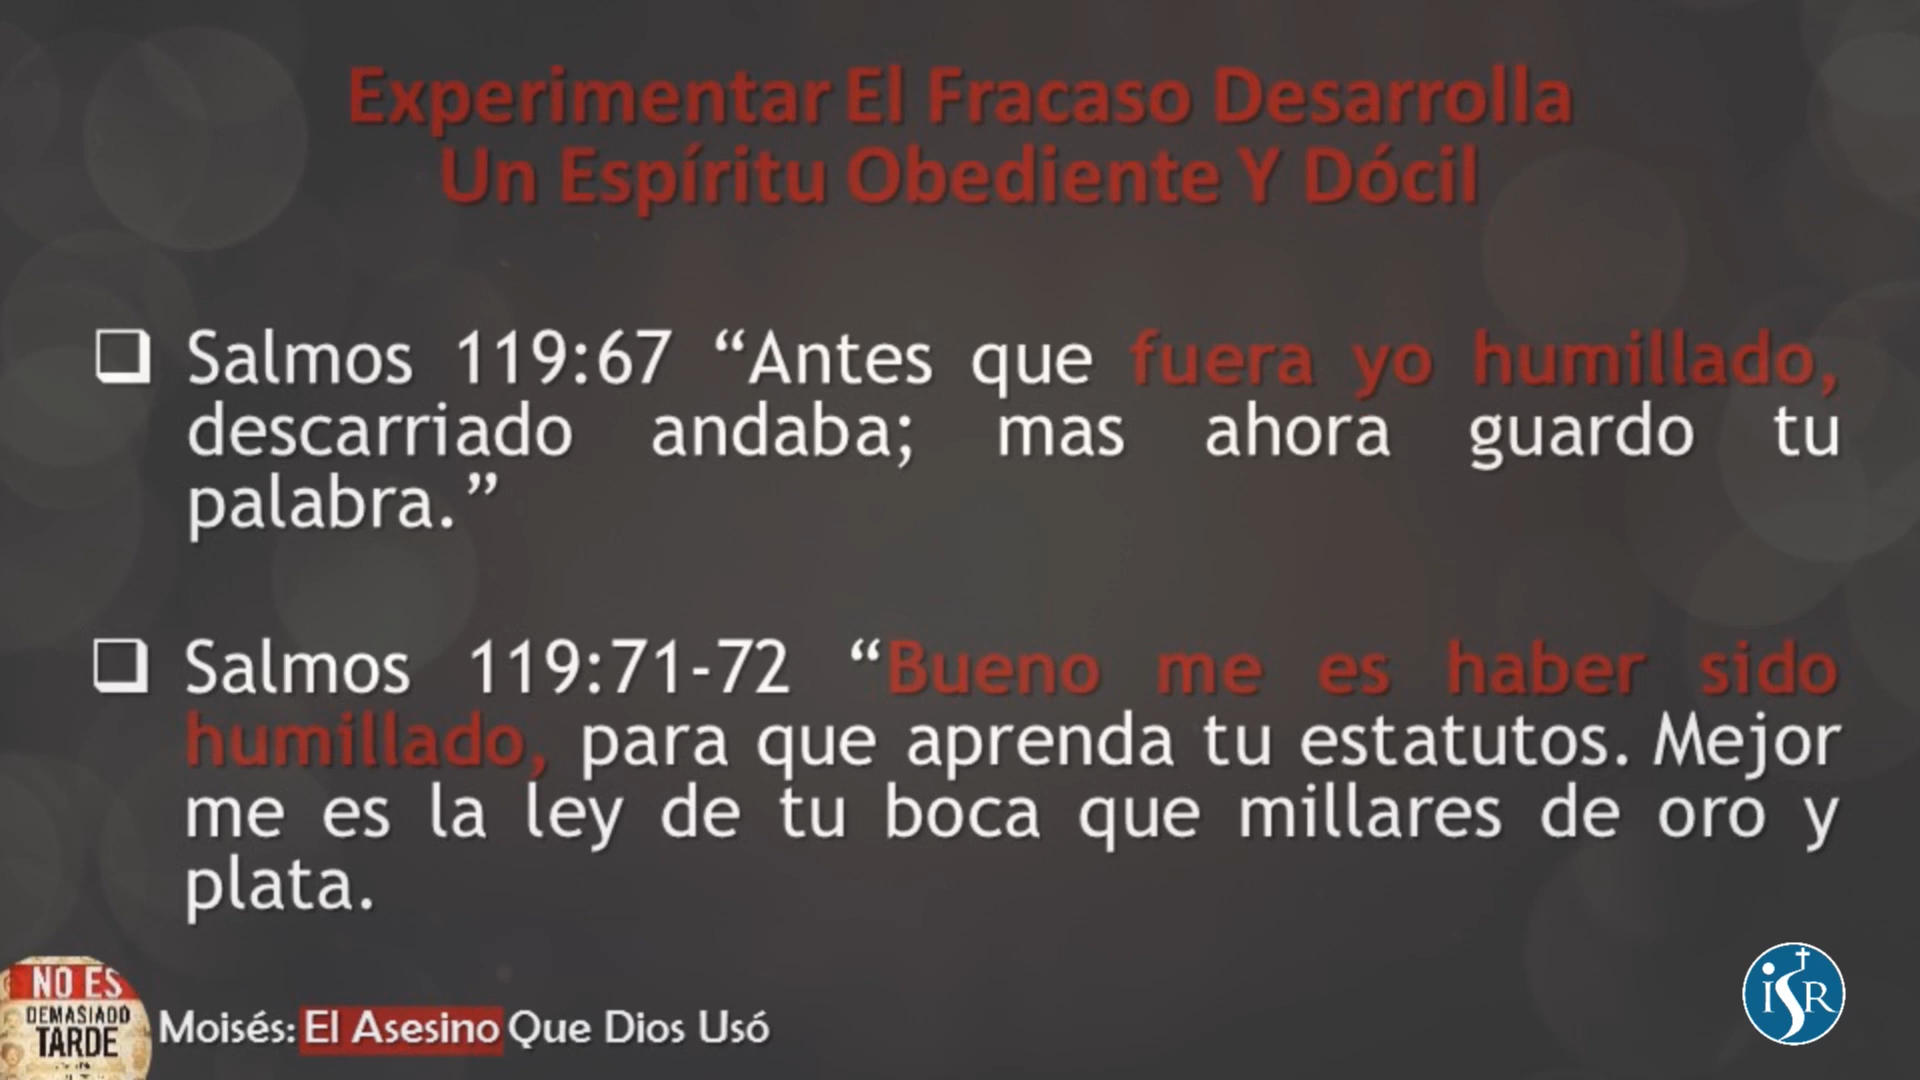 Experimentar El Fracaso Desarrolla
Un Espíritu Obediente Y Dócil
Salmos 119:67 “Antes que fuera yo humillado,
descarriado andaba; mas ahora guardo tu
palabra.”
Salmos 119:71-72 “Bueno me es haber sido
humillado, para que aprenda tu estatutos. Mejor
me es la ley de tu boca que millares de oro y
plata.
NO ES
DEMASIADO
TARDE
Moisés: El Asesino Que Dios Usó
ISR